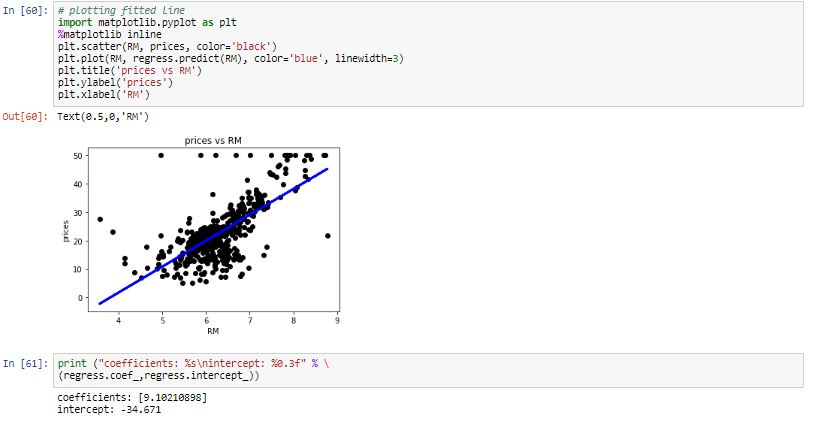 In [60]: # plotting fitted line
import matplotlib.pyplot as plt
%matplotlib inline
plt.scatter(RM, prices, color='black')
plt.plot(RM, regress.predict(RM), color='blue', linewidth=3)
plt.title('prices vs RM')
plt.ylabel('prices')
plt.xlabel('RM')
Out[60]: Text(0.5,0,'RM')
prices vs RM
50
40
30
20
10
0
prices
4 5 6 7 8 9
RM
In [61]: print ("coefficients: %s\nintercept: %0.3f" % \
(regress.coef_,regress.intercept_))
coefficients: [9.10210898]
intercept: -34.671